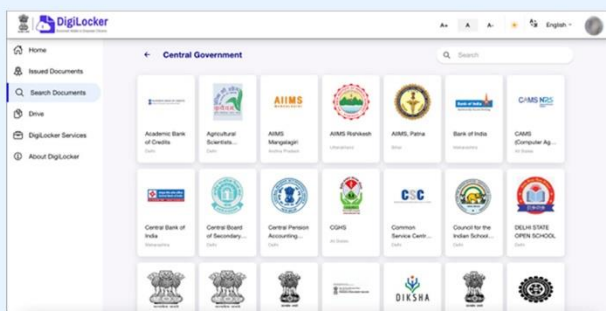 DigiLocker
A+ A A- English
Home
Issued Documents
Search Documents
Drive
DigiLocker Services
About DigiLocker
← Central Government
Search
AIIMS
Bank of India
CAMS
Academic Bank
of Credits
Delhi
Agricultural
Scientists...
Delhi
AIIMS
Mangalagiri
Andhra Pradesh
AIIMS Rishikesh
Uttarakhand
AIIMS, Patna
Bihar
Bank of India
Maharashtra
CAMS
(Computer Ag...
All States
CSC
Central Bank of
India
Maharashtra
Central Board
of Secondary...
Delhi
Central Pension
Accounting...
Delhi
CGHS
All States
Common
Service Centr...
Delhi
Council for the
Indian School...
Delhi
DELHI STATE
OPEN SCHOOL
Delhi
DIKSHA